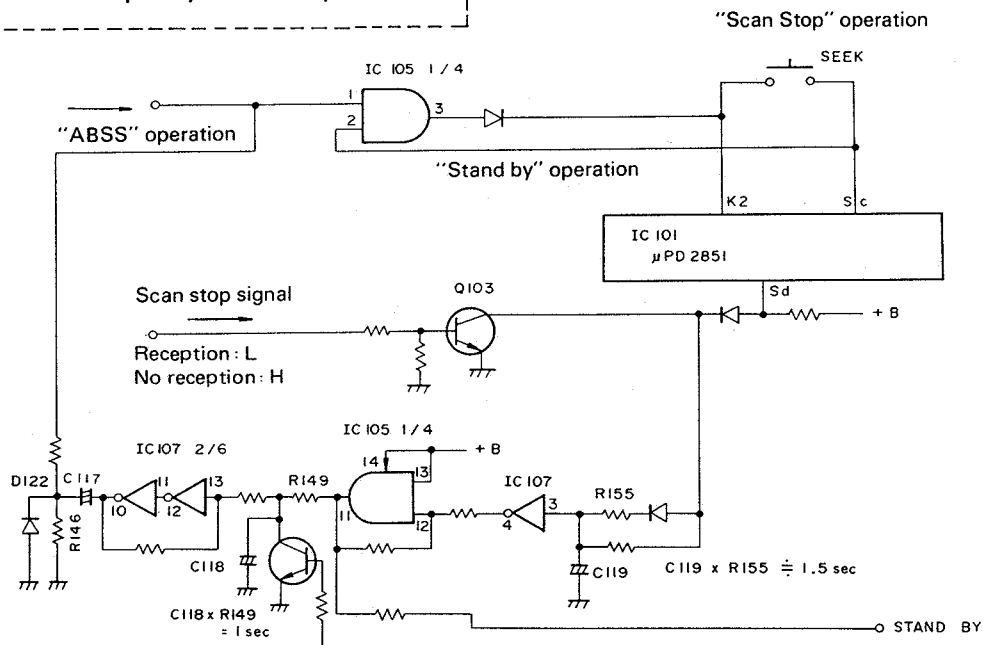 "Scan Stop" operation
SEEK
IC 105 1/4
1
2
3
"ABSS" operation
"Stand by" operation
K2
Sc
IC 101
μPD 2851
Sd
+ B
Scan stop signal
Q103
Reception: L
No reception: H
IC 105 1/4
+ B
14
13
IC107 2/6
D122
C117
11
13
10
12
R149
11
12
IC 107
3
4
R155
R146
C118
C119
C119 x R155 ≑ 1.5 sec
C118 x R149
= 1 sec
STAND BY